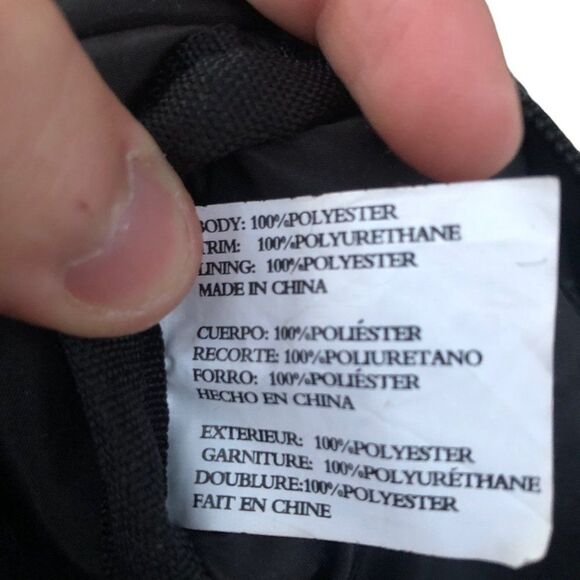 BODY: 100%POLYESTER
TRIM: 100%POLYURETHANE
LINING: 100%POLYESTER
MADE IN CHINA
CUERPO: 100%POLIÉSTER
RECORTE: 100%POLIURETANO
FORRO: 100%POLIÉSTER
HECHO EN CHINA
EXTERIEUR: 100%POLYESTER
GARNITURE: 100%POLYURÉTHANE
DOUBLURE:100%POLYESTER
FAIT EN CHINE